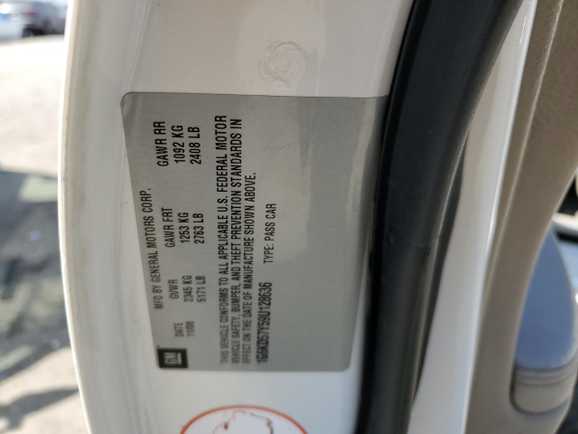 MFD BY GENERAL MOTORS CORP.
DATE GVWR GAWR FRT GAWR RR
11/08 2345 KG 1253 KG 1092 KG
5171 LB 2763 LB 2408 LB
THIS VEHICLE CONFORMS TO ALL APPLICABLE U.S. FEDERAL MOTOR
VEHICLE SAFETY, BUMPER, AND THEFT PREVENTION STANDARDS IN
EFFECT ON THE DATE OF MANUFACTURE SHOWN ABOVE.
TYPE: PASS CAR
GM